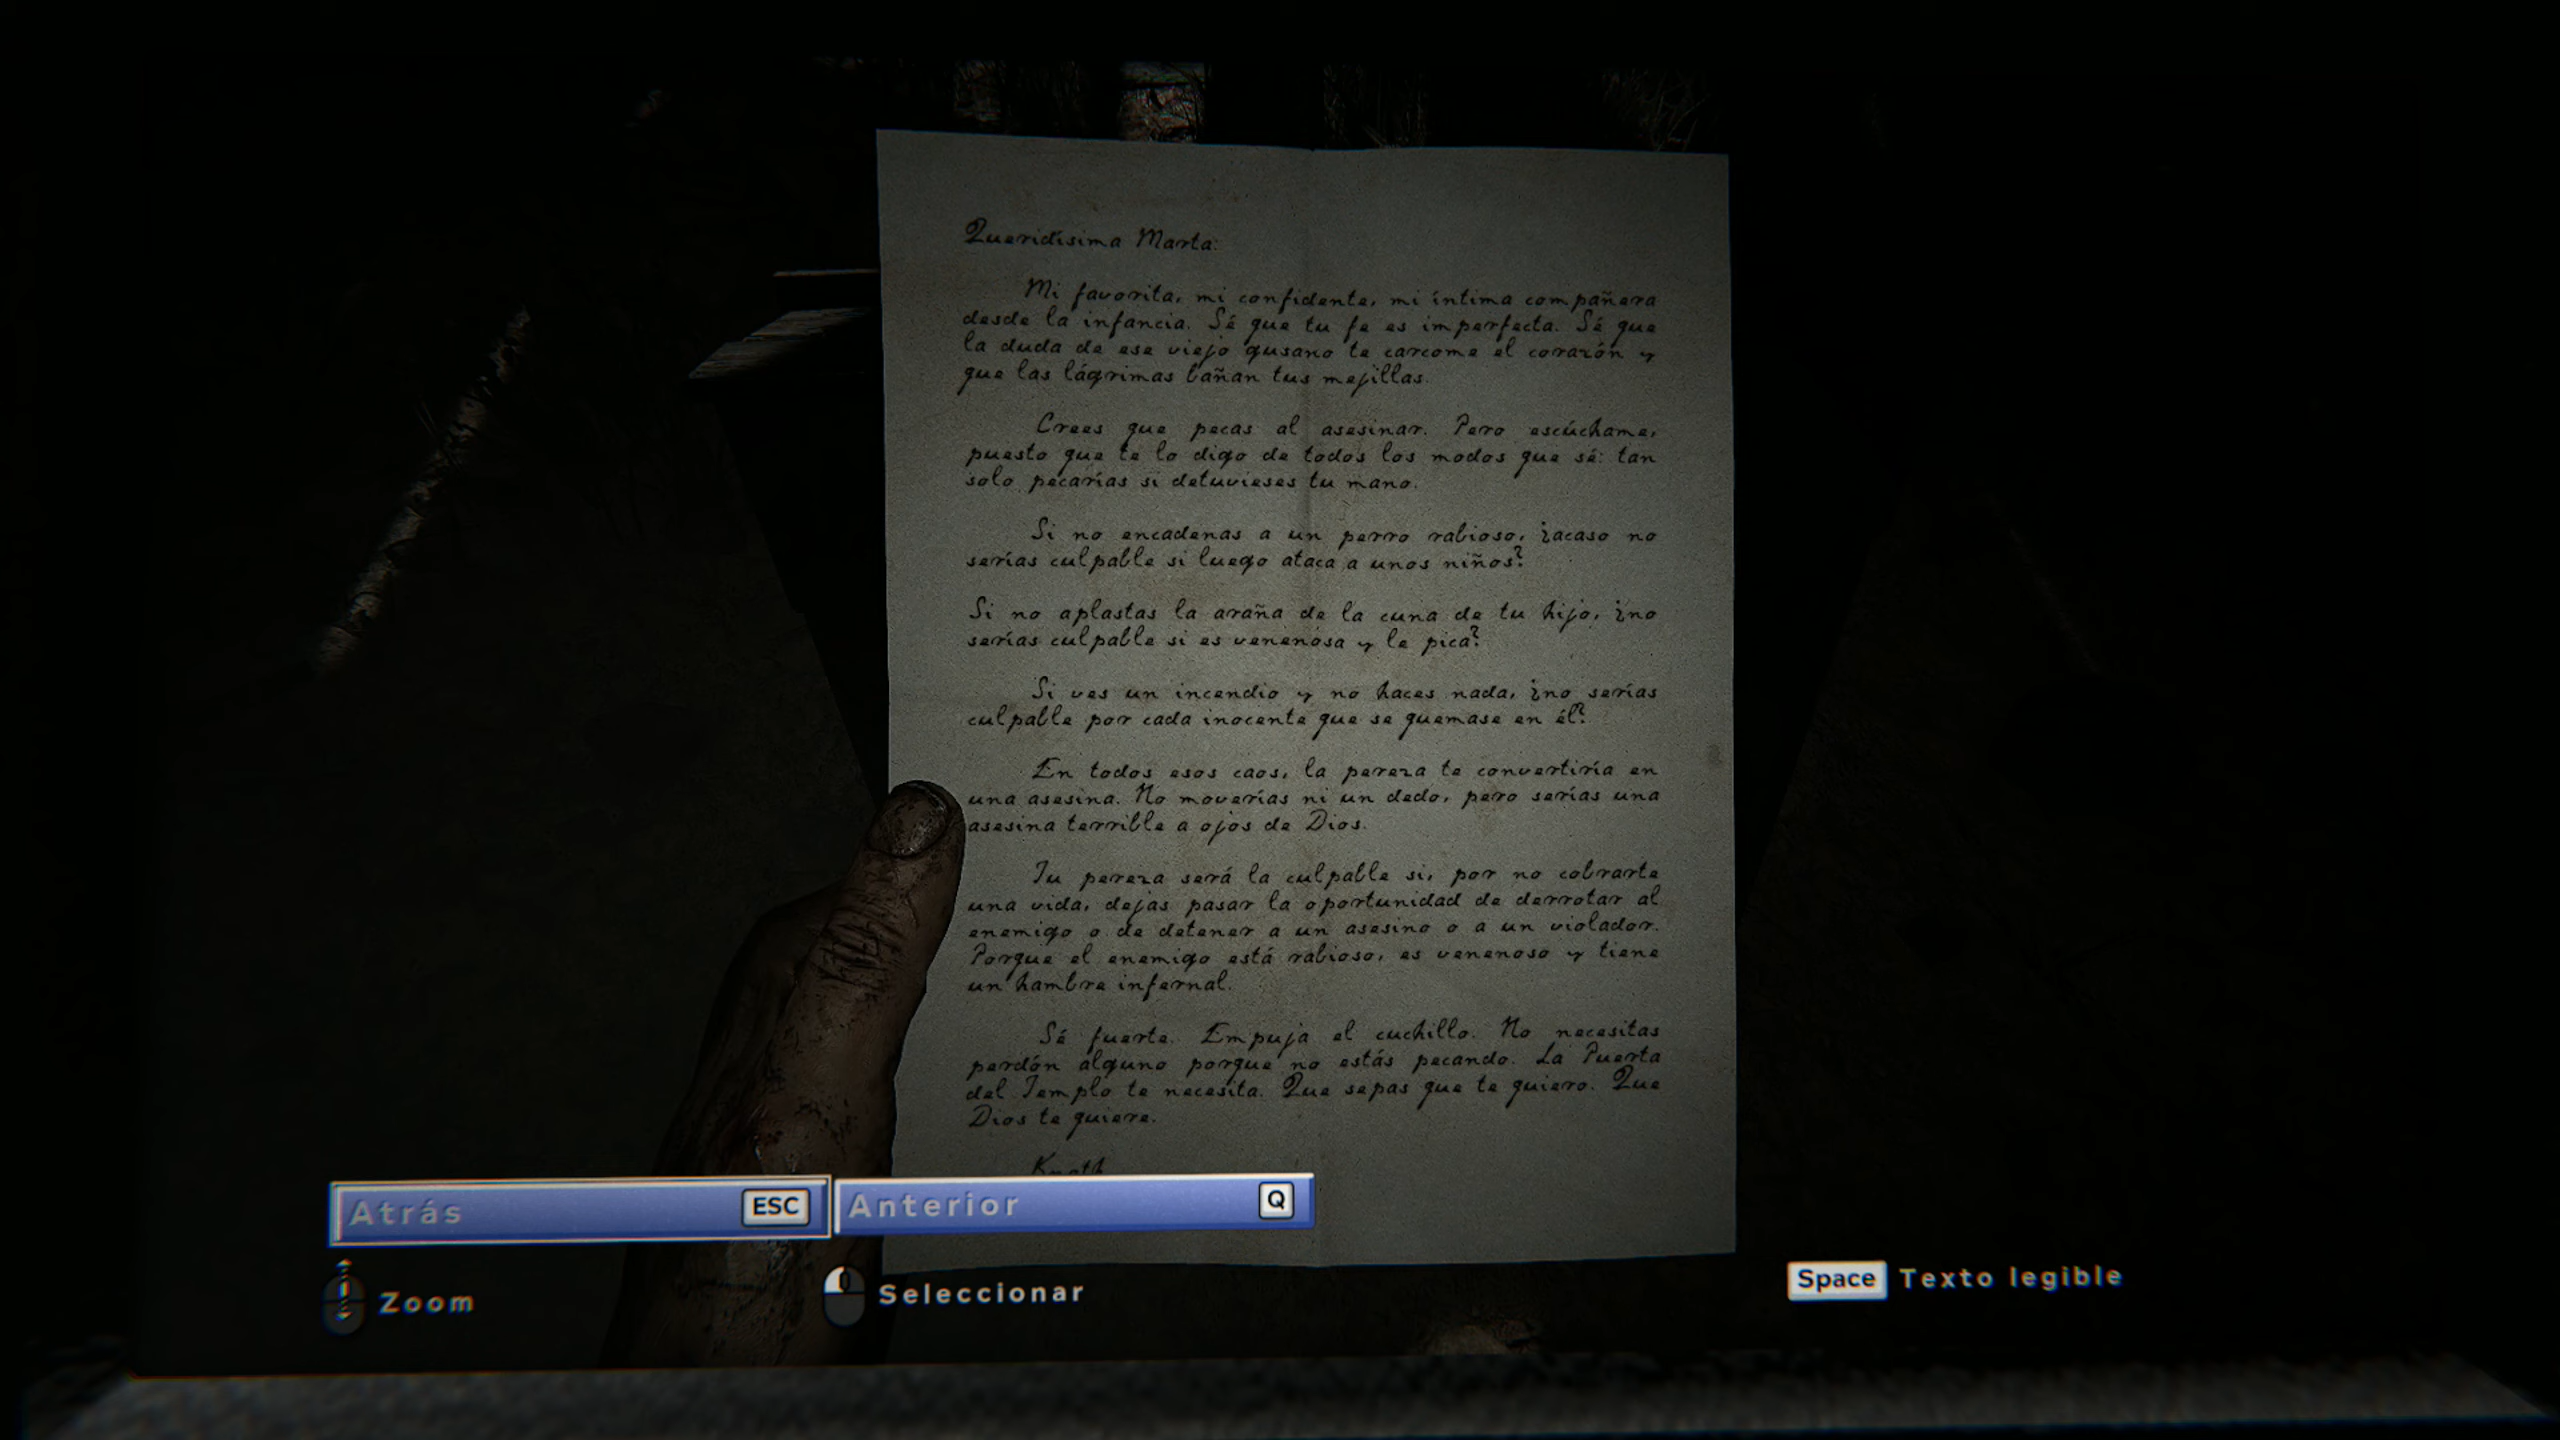 Queridísima Marta:
Mi favorita, mi confidente, mi íntima compañera
desde la infancia. Sé que tu fe es imperfecta. Sé que
la duda de ese viejo gusano te carcome el corazón y
que las lágrimas bañan tus mejillas.
Crees que pecas al asesinar. Pero escúchame,
puesto que te lo digo de todos los modos que sé: tan
solo pecarías si detuvieses tu mano.
Si no encadenas a un perro rabioso, ¿acaso no
serías culpable si luego ataca a unos niños?
Si no aplastas la araña de la cuna de tu hijo, ¿no
serías culpable si es venenosa y le pica?
Si ves un incendio y no haces nada, ¿no serías
culpable por cada inocente que se quemase en él?
En todos esos caos, la pereza te convertiría en
una asesina. No moverías ni un dedo, pero serías una
asesina terrible a ojos de Dios.
Tu pereza será la culpable si, por no cobrarte
una vida, dejas pasar la oportunidad de derrotar al
enemigo o de detener a un asesino o a un violador.
Porque el enemigo está rabioso, es venenoso y tiene
un hambre infernal.
Sé fuerte. Empuja el cuchillo. No necesitas
perdón alguno porque no estás pecando. La Puerta
del Templo te necesita. Que sepas que te quiero. Que
Dios te quiere.
Knoth
Atrás ESC Anterior Q
Zoom Seleccionar Space Texto legible